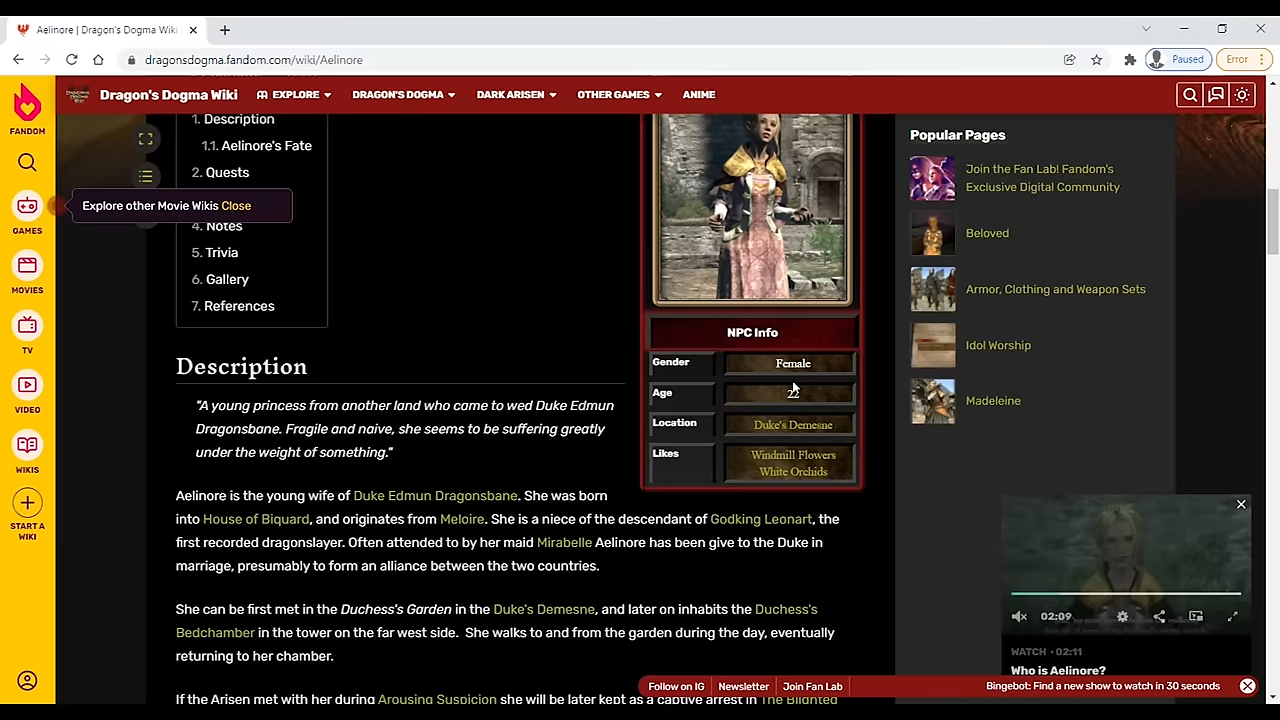 Aelinore | Dragon's Dogma Wiki
dragonsdogma.fandom.com/wiki/Aelinore
Paused
Error
FANDOM
GAMES
MOVIES
TV
VIDEO
WIKIS
START A
WIKI
Dragon's Dogma Wiki
EXPLORE
DRAGON'S DOGMA
DARK ARISEN
OTHER GAMES
ANIME
Explore other Movie Wikis Close
1. Description
1.1. Aelinore's Fate
2. Quests
4. Notes
5. Trivia
6. Gallery
7. References
Description
"A young princess from another land who came to wed Duke Edmun
Dragonsbane. Fragile and naive, she seems to be suffering greatly
under the weight of something."
NPC Info
Gender Female
Age 22
Location Duke's Demesne
Likes Windmill Flowers
White Orchids
Aelinore is the young wife of Duke Edmun Dragonsbane. She was born
into House of Biquard, and originates from Meloire. She is a niece of the descendant of Godking Leonart, the
first recorded dragonslayer. Often attended to by her maid Mirabelle Aelinore has been give to the Duke in
marriage, presumably to form an alliance between the two countries.
She can be first met in the Duchess's Garden in the Duke's Demesne, and later on inhabits the Duchess's
Bedchamber in the tower on the far west side. She walks to and from the garden during the day, eventually
returning to her chamber.
If the Arisen met with her during Arousing Suspicion she will be later kept as a captive arrest in The Blighted
Popular Pages
Join the Fan Lab! Fandom's
Exclusive Digital Community
Beloved
Armor, Clothing and Weapon Sets
Idol Worship
Madeleine
02:09
WATCH • 02:11
Who is Aelinore?
Follow on IG
Newsletter
Join Fan Lab
Bingebot: Find a new show to watch in 30 seconds